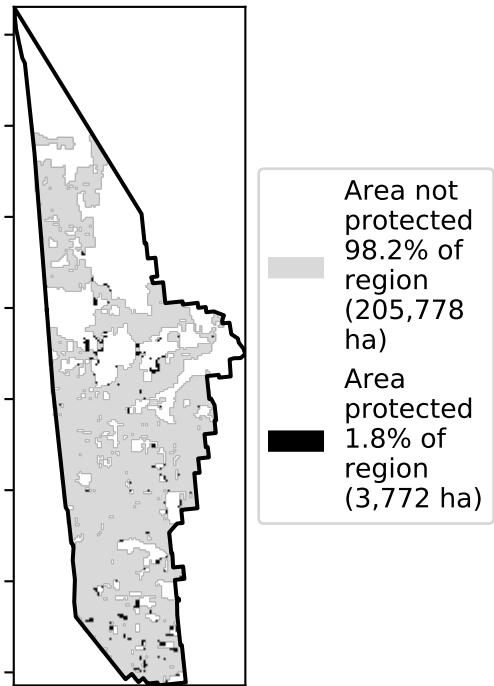 Area not
protected
98.2% of
region
(205,778
ha)
Area
protected
1.8% of
region
(3,772 ha)